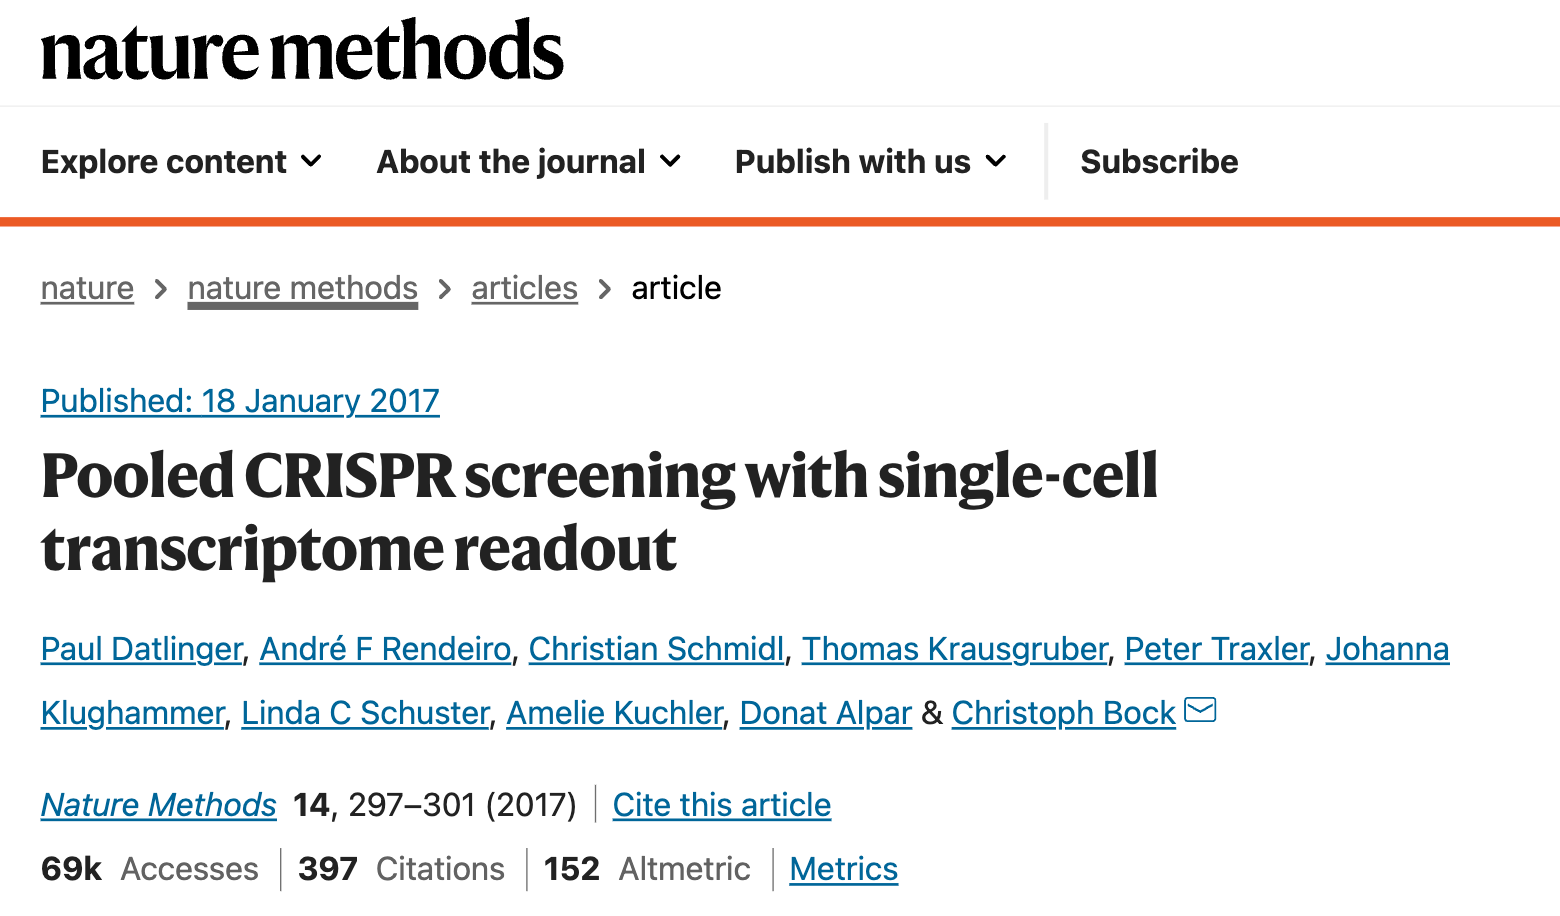 nature methods
Explore content About the journal Publish with us Subscribe
nature > nature methods > articles > article
Published: 18 January 2017
Pooled CRISPR screening with single-cell
transcriptome readout
Paul Datlinger, André F Rendeiro, Christian Schmidl, Thomas Krausgruber, Peter Traxler, Johanna
Klughammer, Linda C Schuster, Amelie Kuchler, Donat Alpar & Christoph Bock
Nature Methods 14, 297–301 (2017) | Cite this article
69k Accesses | 397 Citations | 152 Altmetric | Metrics